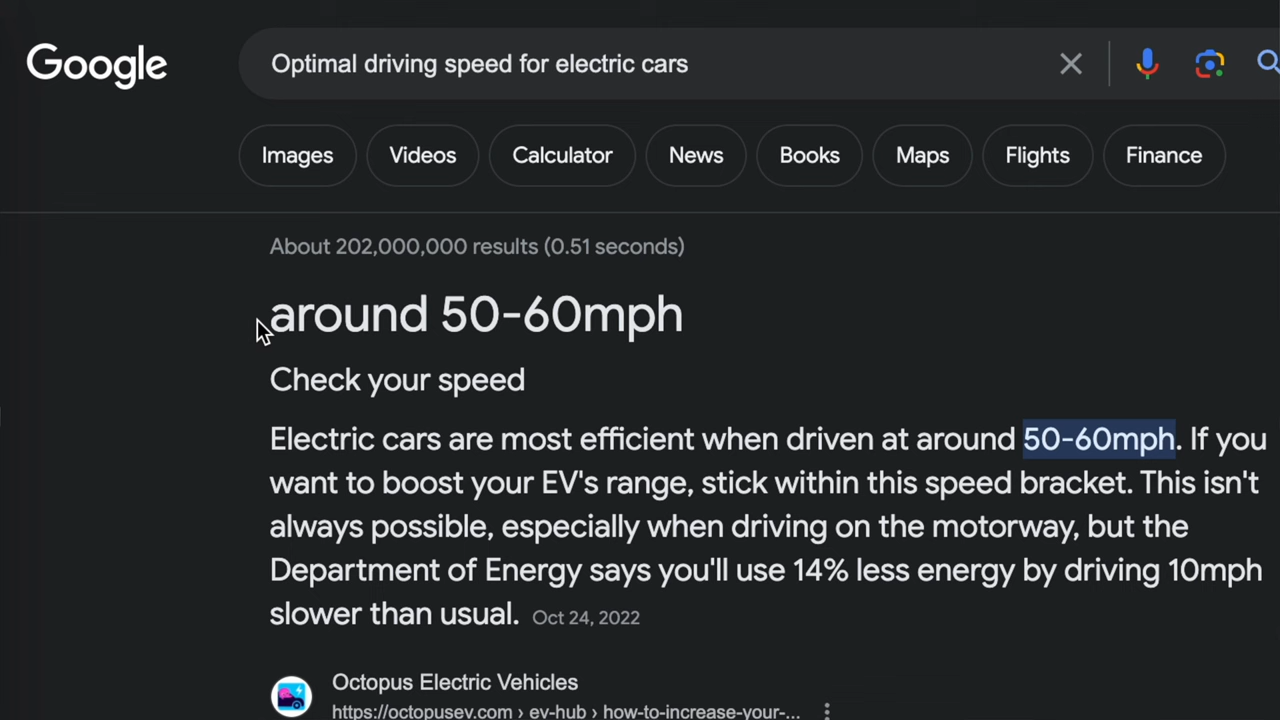 Google
Optimal driving speed for electric cars
Images Videos Calculator News Books Maps Flights Finance
About 202,000,000 results (0.51 seconds)
around 50-60mph
Check your speed
Electric cars are most efficient when driven at around 50-60mph. If you
want to boost your EV's range, stick within this speed bracket. This isn't
always possible, especially when driving on the motorway, but the
Department of Energy says you'll use 14% less energy by driving 10mph
slower than usual. Oct 24, 2022
Octopus Electric Vehicles
https://octopusev.com › ev-hub › how-to-increase-your-...